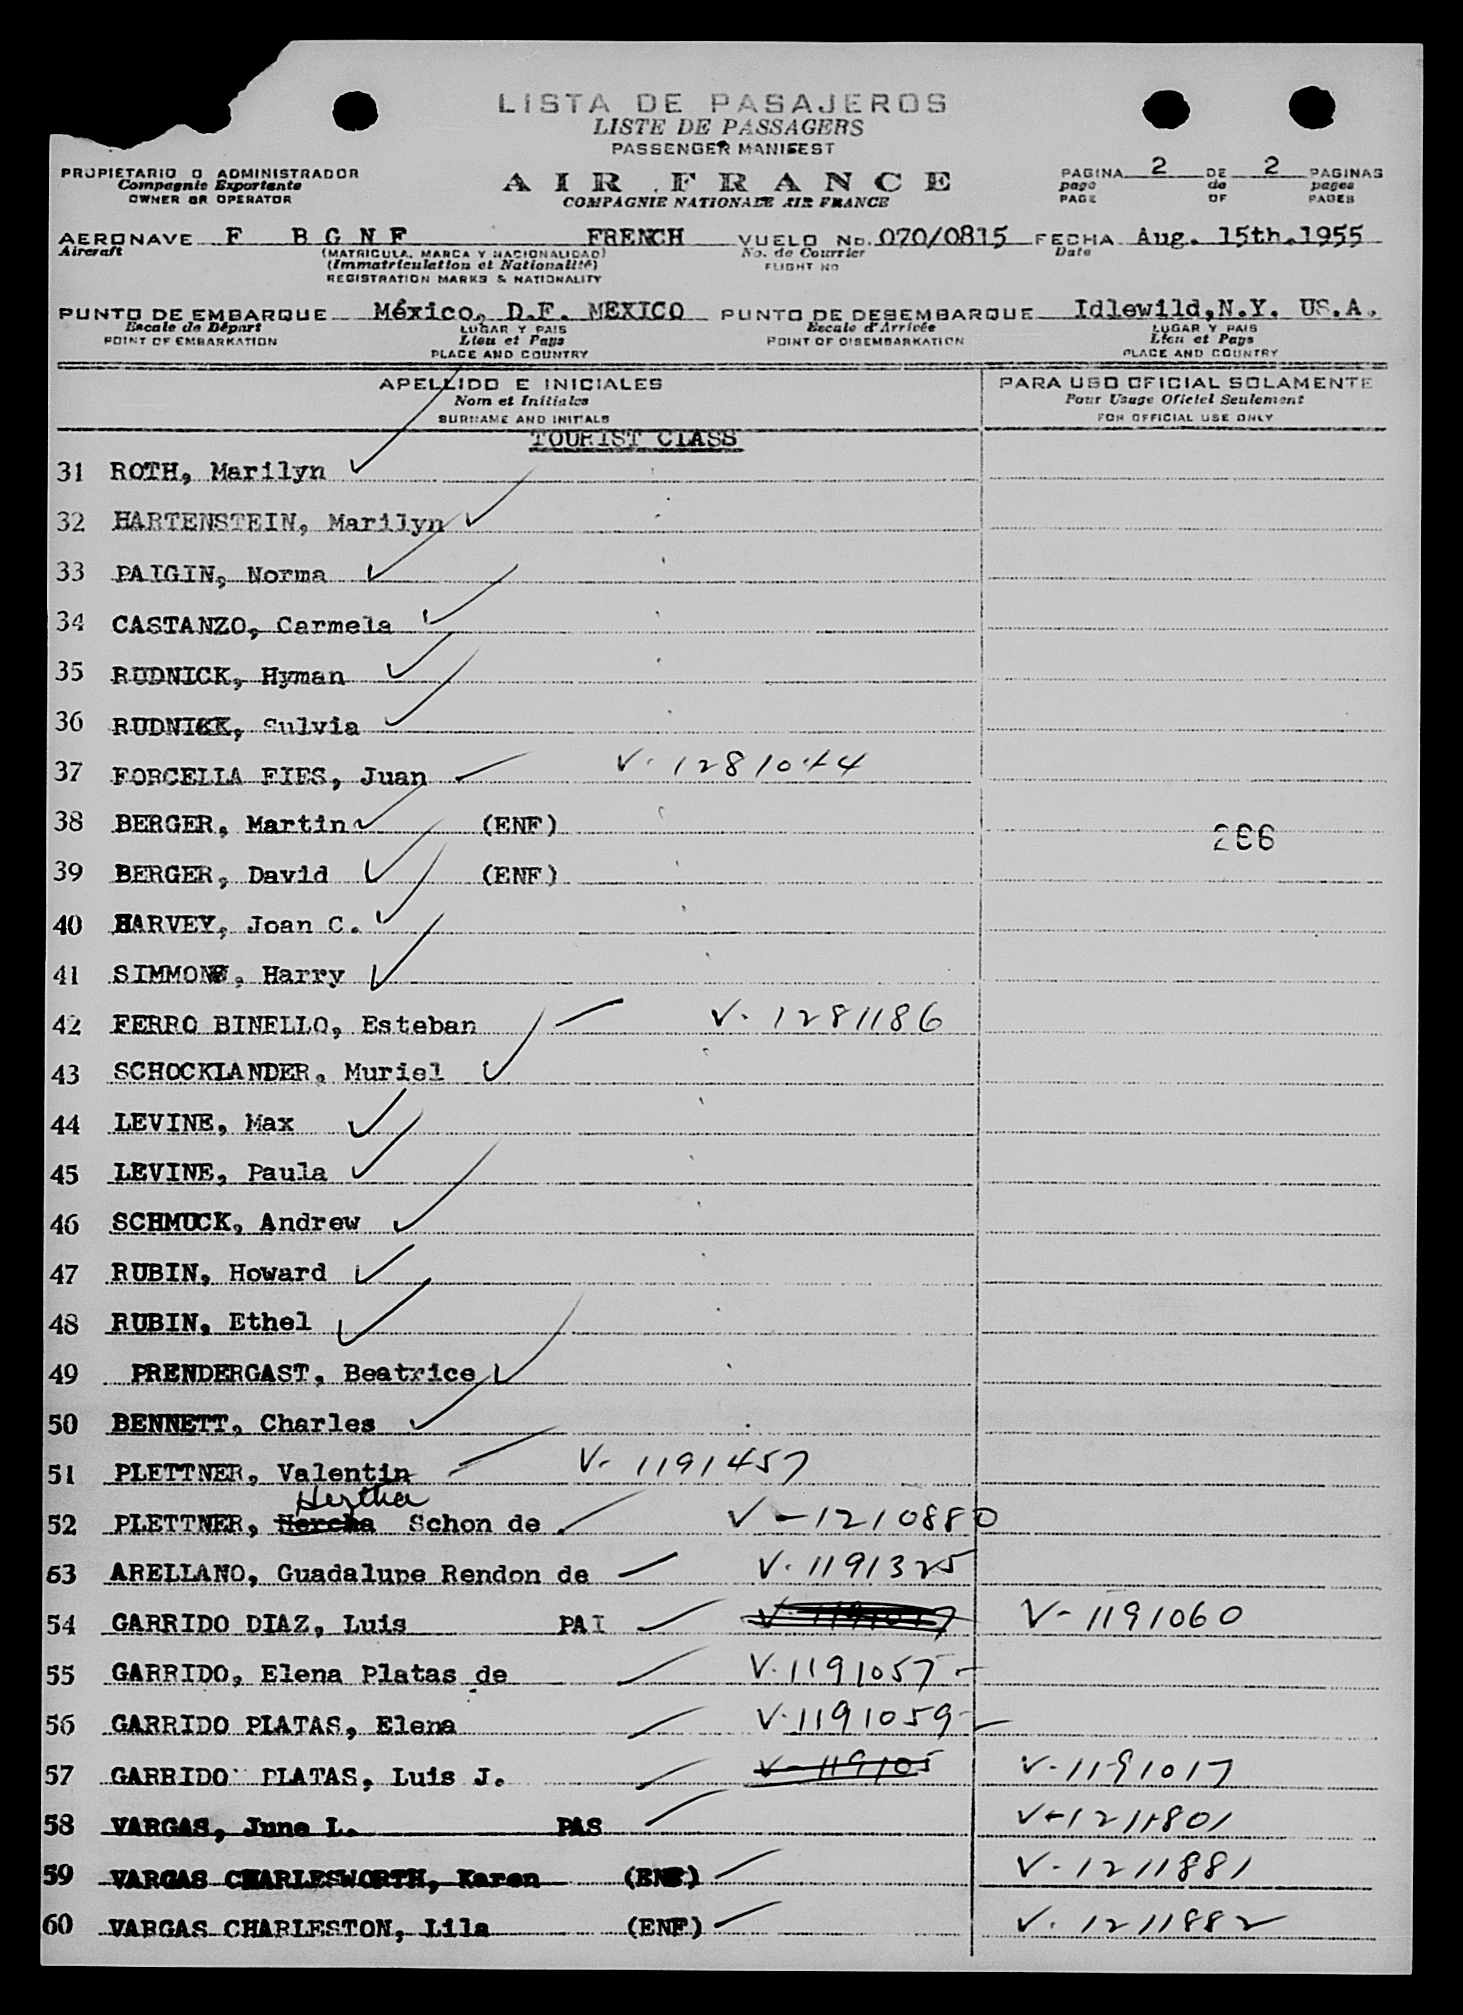 LISTA DE PASAJEROS
LISTE DE PASSAGERS
PASSENGER MANIFEST
PROPIETARIO O ADMINISTRADOR
Compagnie Exportante
OWNER OR OPERATOR
AIR FRANCE
COMPAGNIE NATIONALE AIR FRANCE
PAGINA 2 DE 2 PAGINAS
page de pages
PAGE OF PAGES
AERONAVE F BGNF FRENCH VUELO No. 070/0815 FECHA Aug. 15th.1955
Aircraft (MATRICULA, MARCA Y NACIONALIDAD) No. de Courrier Date
(Immatriculation et Nationalité) FLIGHT NO
REGISTRATION MARKS & NATIONALITY
PUNTO DE EMBARQUE México, D.F. MEXICO PUNTO DE DESEMBARQUE Idlewild,N.Y. US.A.
Escale de Départ LUGAR Y PAIS Escale d'Arrivée LUGAR Y PAIS
POINT OF EMBARKATION Lieu et Pays POINT OF DISEMBARKATION Lieu et Pays
PLACE AND COUNTRY PLACE AND COUNTRY
APELLIDO E INICIALES PARA USO OFICIAL SOLAMENTE
Nom et Initiales Pour Usage Oficiel Seulement
SURNAME AND INITIALS FOR OFFICIAL USE ONLY
TOURIST CLASS
31 ROTH, Marilyn
32 HARTENSTEIN, Marilyn
33 PAIGIN, Norma
34 CASTANZO, Carmela
35 RUDNICK, Hyman
36 RUDNICK, Sulvia
37 FORCELLA FIES, Juan V. 1281044
38 BERGER, Martin (ENF)
39 BERGER, David (ENF)
40 HARVEY, Joan C.
41 SIMMONS, Harry
42 FERRO BINELLO, Esteban V. 1281186
43 SCHOCKLANDER, Muriel
44 LEVINE, Max
45 LEVINE, Paula
46 SCHMUCK, Andrew
47 RUBIN, Howard
48 RUBIN, Ethel
49 PRENDERGAST, Beatrice
50 BENNETT, Charles
51 PLETTNER, Valentin V- 1191457
Hertha
52 PLETTNER, Hercha Schon de V-1210880
63 ARELLANO, Guadalupe Rendon de V. 1191325
54 GARRIDO DIAZ, Luis PAI V-1191017 V-1191060
55 GARRIDO, Elena Platas de V.1191057-
56 GARRIDO PLATAS, Elena V.1191059-
57 GARRIDO PLATAS, Luis J. V-119105 V-1191017
58 VARGAS, June L. PAS V-1211801
59 VARGAS CHARLESWORTH, Karen (ENF) V-1211881
60 VARGAS CHARLESTON, Lila (ENF) V. 1211882